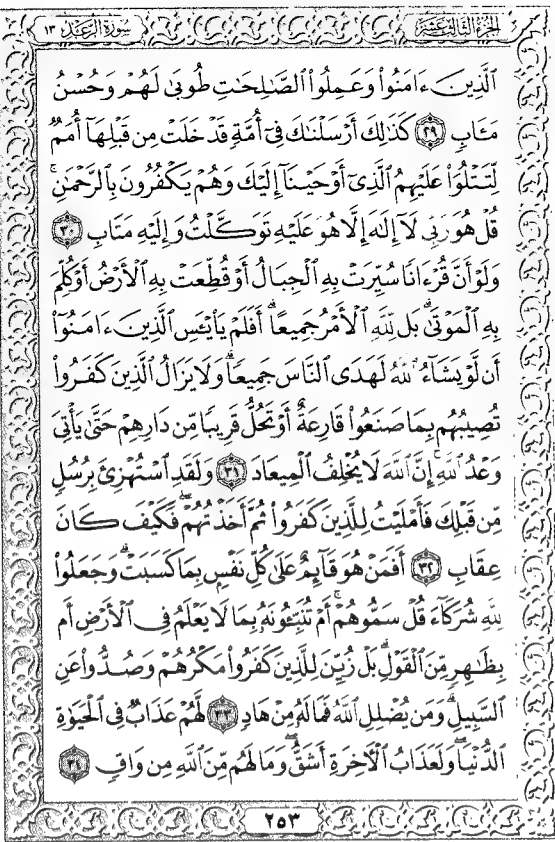 الجزء الثالث عشر سورة الرعد ١٣
ٱلَّذِينَ ءَامَنُوا۟ وَعَمِلُوا۟ ٱلصَّـٰلِحَـٰتِ طُوبَىٰ لَهُمْ وَحُسْنُ
مَـَٔابٍ ٢٩ كَذَٰلِكَ أَرْسَلْنَـٰكَ فِىٓ أُمَّةٍ قَدْ خَلَتْ مِن قَبْلِهَآ أُمَمٌ
لِّتَتْلُوَا۟ عَلَيْهِمُ ٱلَّذِىٓ أَوْحَيْنَآ إِلَيْكَ وَهُمْ يَكْفُرُونَ بِٱلرَّحْمَـٰنِ ۚ
قُلْ هُوَ رَبِّى لَآ إِلَـٰهَ إِلَّا هُوَ عَلَيْهِ تَوَكَّلْتُ وَإِلَيْهِ مَتَابِ ٣٠
وَلَوْ أَنَّ قُرْءَانًا سُيِّرَتْ بِهِ ٱلْجِبَالُ أَوْ قُطِّعَتْ بِهِ ٱلْأَرْضُ أَوْ كُلِّمَ
بِهِ ٱلْمَوْتَىٰ ۗ بَل لِّلَّهِ ٱلْأَمْرُ جَمِيعًا ۗ أَفَلَمْ يَا۟يْـَٔسِ ٱلَّذِينَ ءَامَنُوٓا۟
أَن لَّوْ يَشَآءُ ٱللَّهُ لَهَدَى ٱلنَّاسَ جَمِيعًا ۗ وَلَا يَزَالُ ٱلَّذِينَ كَفَرُوا۟
تُصِيبُهُم بِمَا صَنَعُوا۟ قَارِعَةٌ أَوْ تَحُلُّ قَرِيبًا مِّن دَارِهِمْ حَتَّىٰ يَأْتِىَ
وَعْدُ ٱللَّهِ ۚ إِنَّ ٱللَّهَ لَا يُخْلِفُ ٱلْمِيعَادَ ٣١ وَلَقَدِ ٱسْتُهْزِئَ بِرُسُلٍ
مِّن قَبْلِكَ فَأَمْلَيْتُ لِلَّذِينَ كَفَرُوا۟ ثُمَّ أَخَذْتُهُمْ ۖ فَكَيْفَ كَانَ
عِقَابِ ٣٢ أَفَمَنْ هُوَ قَآئِمٌ عَلَىٰ كُلِّ نَفْسٍۭ بِمَا كَسَبَتْ ۗ وَجَعَلُوا۟
لِلَّهِ شُرَكَآءَ قُلْ سَمُّوهُمْ ۚ أَمْ تُنَبِّـُٔونَهُۥ بِمَا لَا يَعْلَمُ فِى ٱلْأَرْضِ أَم
بِظَـٰهِرٍ مِّنَ ٱلْقَوْلِ ۗ بَلْ زُيِّنَ لِلَّذِينَ كَفَرُوا۟ مَكْرُهُمْ وَصُدُّوا۟ عَنِ
ٱلسَّبِيلِ ۗ وَمَن يُضْلِلِ ٱللَّهُ فَمَا لَهُۥ مِنْ هَادٍ ٣٣ لَّهُمْ عَذَابٌ فِى ٱلْحَيَوٰةِ
ٱلدُّنْيَا ۖ وَلَعَذَابُ ٱلْـَٔاخِرَةِ أَشَقُّ ۖ وَمَا لَهُم مِّنَ ٱللَّهِ مِن وَاقٍ ٣٤
٢٥٣